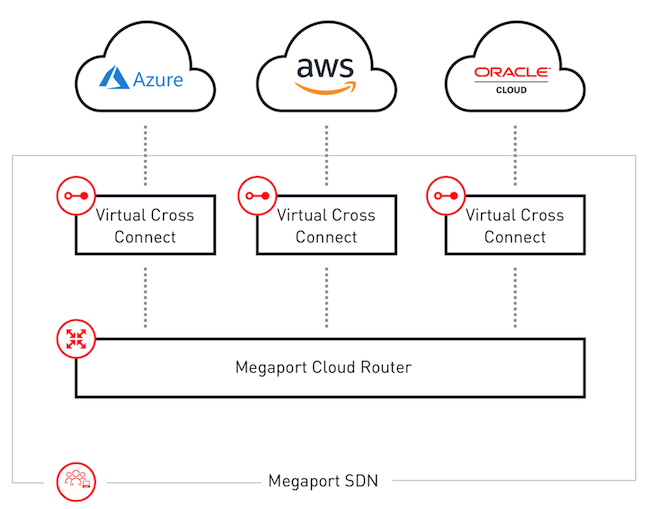 Azure
aws
ORACLE
CLOUD
Virtual Cross
Connect
Virtual Cross
Connect
Virtual Cross
Connect
Megaport Cloud Router
Megaport SDN